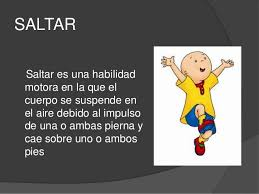 SALTAR
Saltar es una habilidad
motora en la que el
cuerpo se suspende en
el aire debido al impulso
de una o ambas pierna y
cae sobre uno o ambos
pies